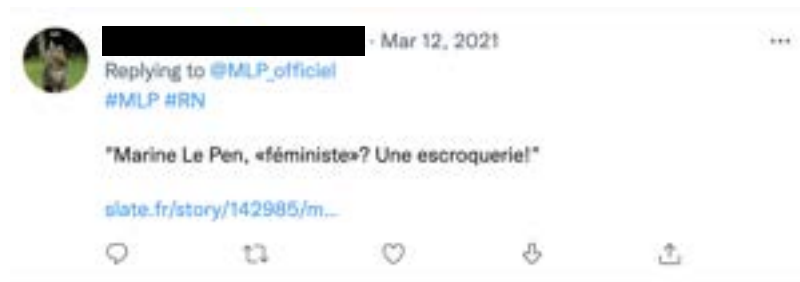 · Mar 12, 2021
Replying to @MLP_officiel
#MLP #RN
"Marine Le Pen, «féministe»? Une escroquerie!"
slate.fr/story/142985/m...